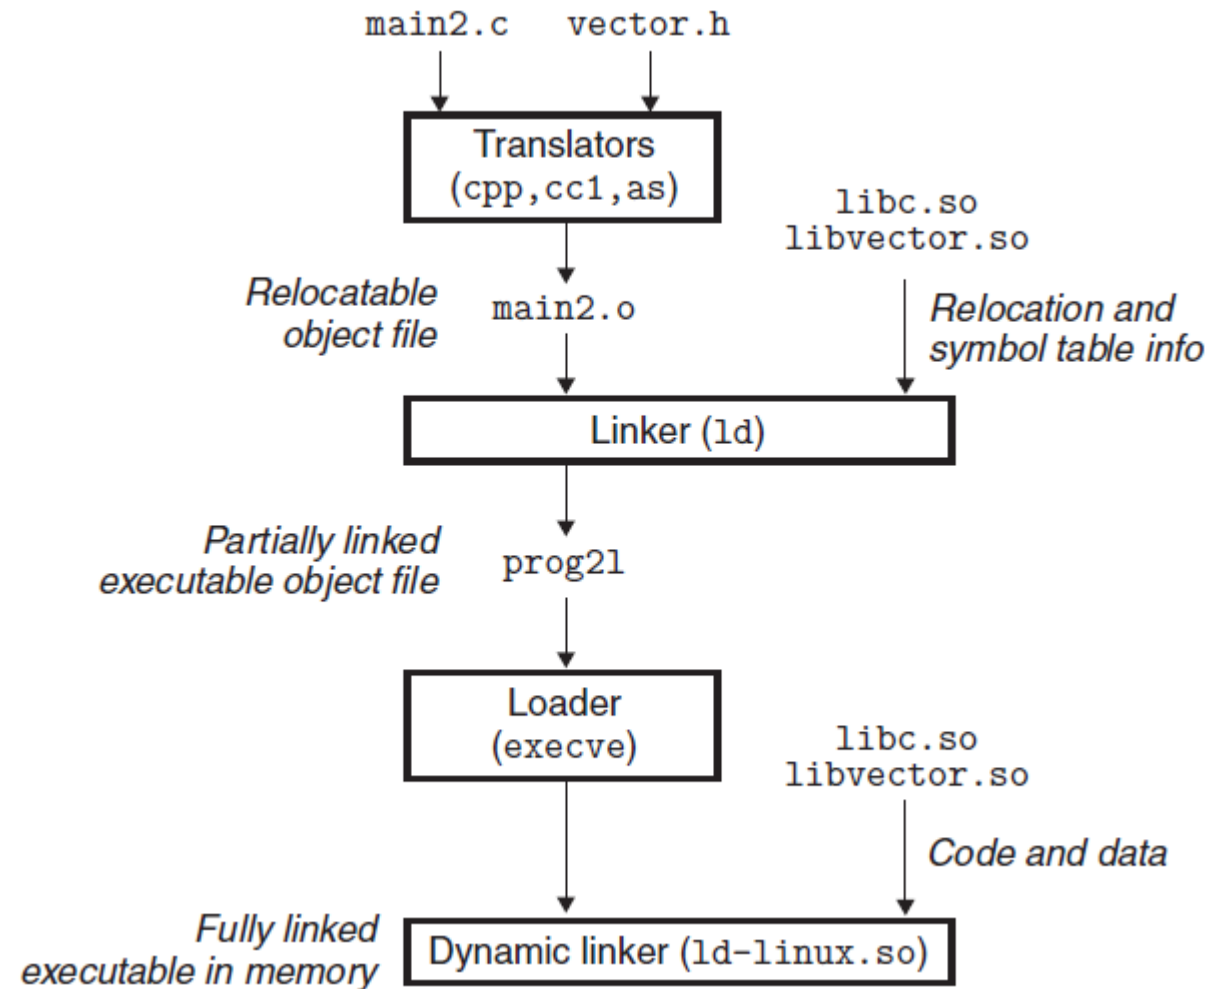 main2.c vector.h
Translators
(cpp,cc1,as)
libc.so
libvector.so
Relocatable
object file
main2.o
Relocation and
symbol table info
Linker (ld)
Partially linked
executable object file
prog2l
Loader
(execve)
libc.so
libvector.so
Code and data
Fully linked
executable in memory
Dynamic linker (ld-linux.so)